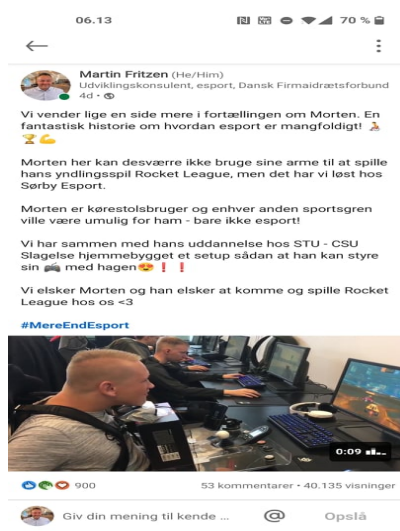 06.13
70 %
Martin Fritzen (He/Him)
Udviklingskonsulent, esport, Dansk Firmaidrætsforbund
4d •
Vi vender lige en side mere i fortællingen om Morten. En
fantastisk historie om hvordan esport er mangfoldigt! 👨‍🦽
🏆💪
Morten her kan desværre ikke bruge sine arme til at spille
hans yndlingsspil Rocket League, men det har vi løst hos
Sørby Esport.
Morten er kørestolsbruger og enhver anden sportsgren
ville være umulig for ham - bare ikke esport!
Vi har sammen med hans uddannelse hos STU - CSU
Slagelse hjemmebygget et setup sådan at han kan styre
sin 🎮 med hagen😍❗❗
Vi elsker Morten og han elsker at komme og spille Rocket
League hos os <3
#MereEndEsport
0:09
900
53 kommentarer • 40.135 visninger
Giv din mening til kende ...
@
Opslå